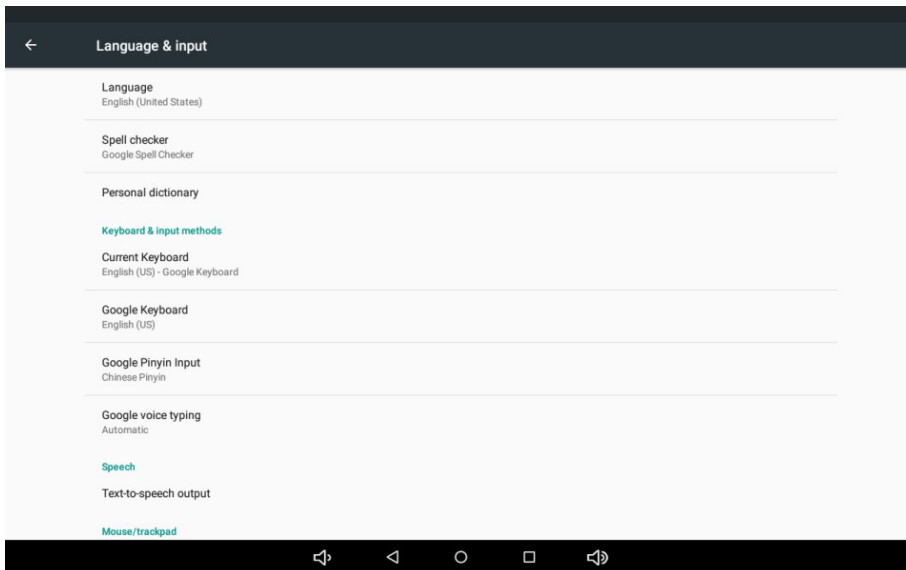 Language & input
Language
English (United States)
Spell checker
Google Spell Checker
Personal dictionary
Keyboard & input methods
Current Keyboard
English (US) - Google Keyboard
Google Keyboard
English (US)
Google Pinyin Input
Chinese Pinyin
Google voice typing
Automatic
Speech
Text-to-speech output
Mouse/trackpad